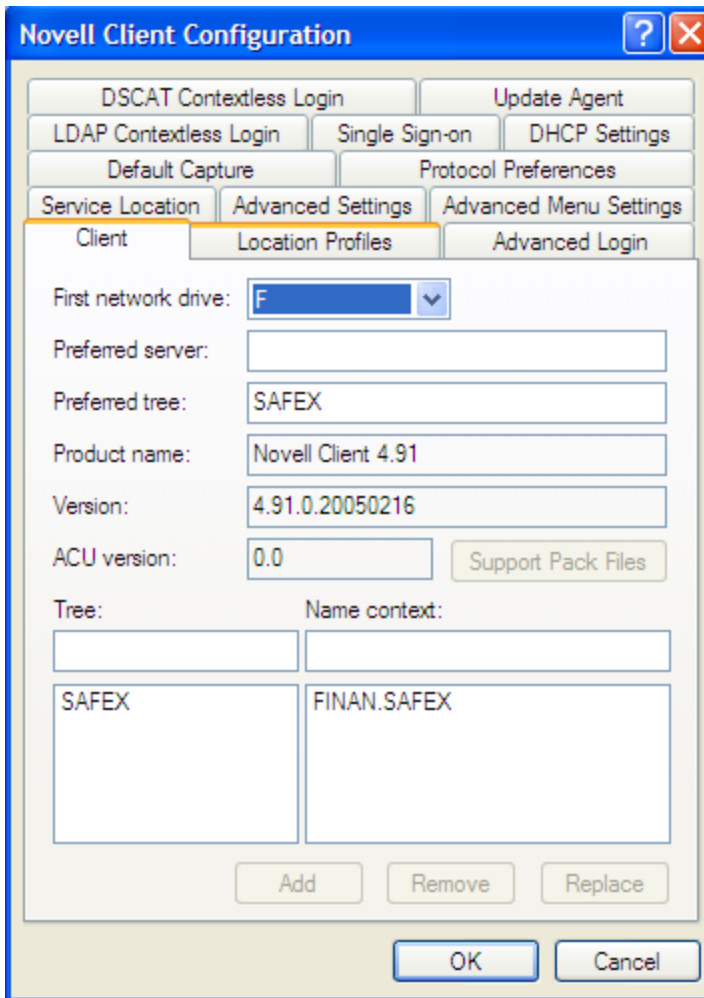 Novell Client Configuration
DSCAT Contextless Login Update Agent
LDAP Contextless Login Single Sign-on DHCP Settings
Default Capture Protocol Preferences
Service Location Advanced Settings Advanced Menu Settings
Client Location Profiles Advanced Login
First network drive: F
Preferred server:
Preferred tree: SAFEX
Product name: Novell Client 4.91
Version: 4.91.0.20050216
ACU version: 0.0 Support Pack Files
Tree: Name context:
SAFEX FINAN.SAFEX
Add Remove Replace
OK Cancel